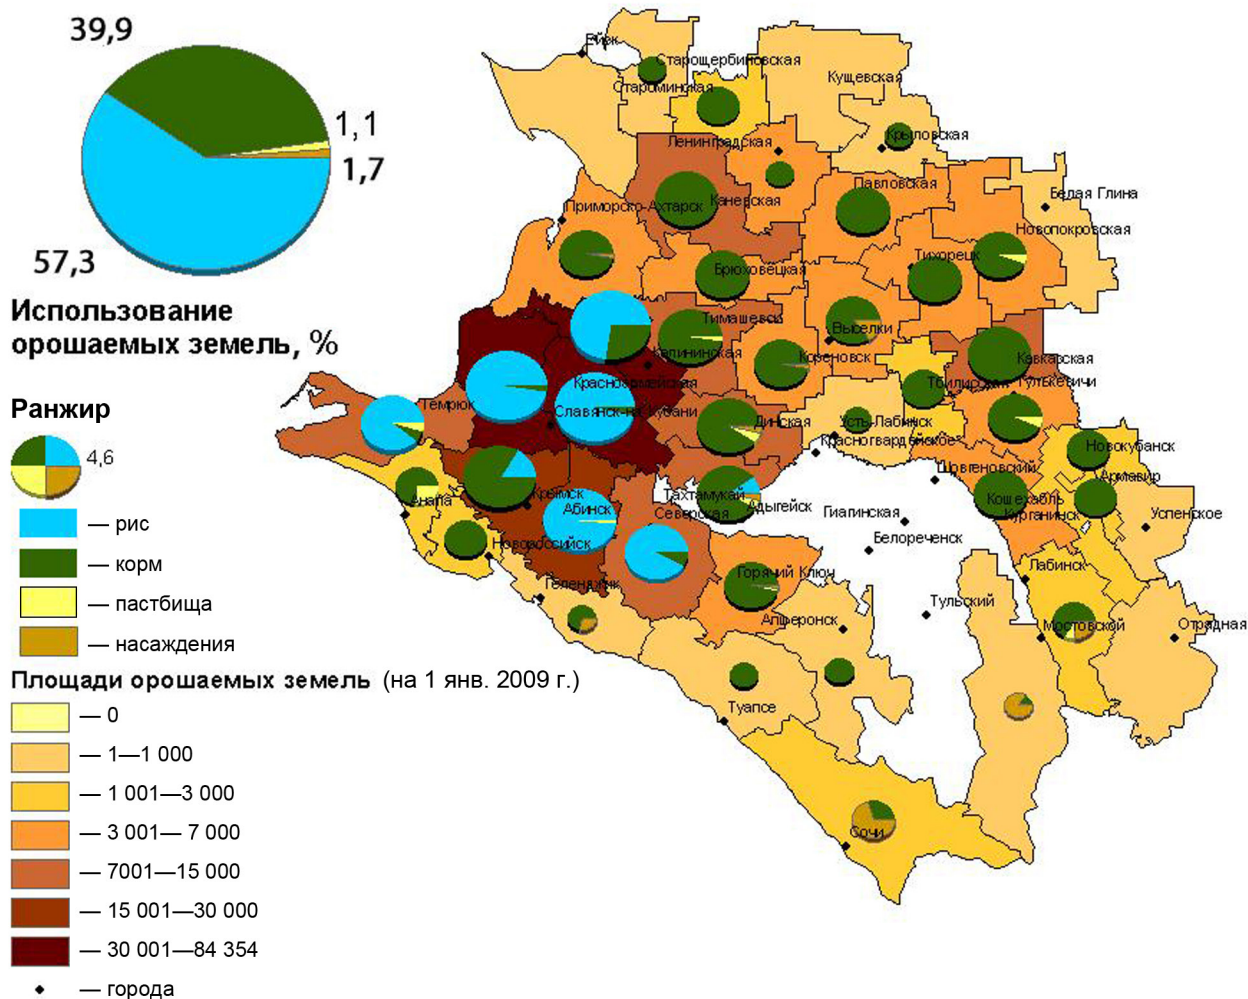 39,9
1,1
1,7
57,3
Использование
орошаемых земель, %
Ранжир
4,6
— рис
— корм
— пастбища
— насаждения
Площади орошаемых земель (на 1 янв. 2009 г.)
— 0
— 1—1 000
— 1 001—3 000
— 3 001— 7 000
— 7001—15 000
— 15 001—30 000
— 30 001—84 354
— города
Ейск
Старощербиновская
Кущевская
Староминская
Крыловская
Ленинградская
Павловская
Белая Глина
Приморско-Ахтарск
Каневская
Новопокровская
Тихорецк
Брюховецкая
Тимашевск
Выселки
Калининская
Кореновск
Кавкарская
Красноармейская
Тбилисская
Гулькевичи
Темрюк
Славянск-на Кубани
Динская
Усть-Лабинск
Красногвардейское
Новокубанск
Шовгеновский
Армавир
Крымск
Тахтамукай
Кошехабль
Анапа
Абинск
Северская
Адыгейск
Гиагинская
Курганинск
Успенское
Новороссийск
Белореченск
Горячий Ключ
Лабинск
Геленджик
Тульский
Апшеронск
Мостовской
Отрадная
Туапсе
Сочи